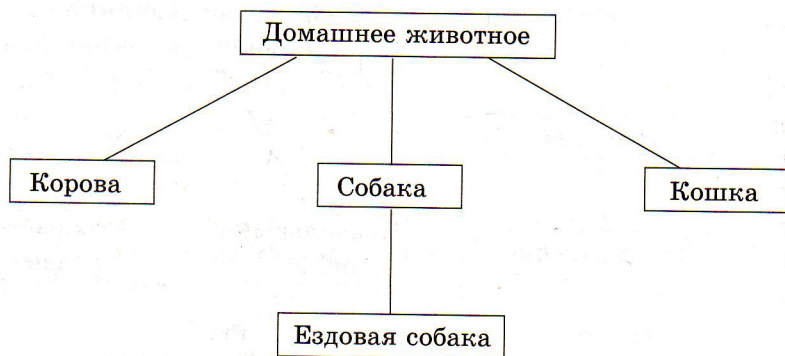 Домашнее животное
Корова
Собака
Кошка
Ездовая собака